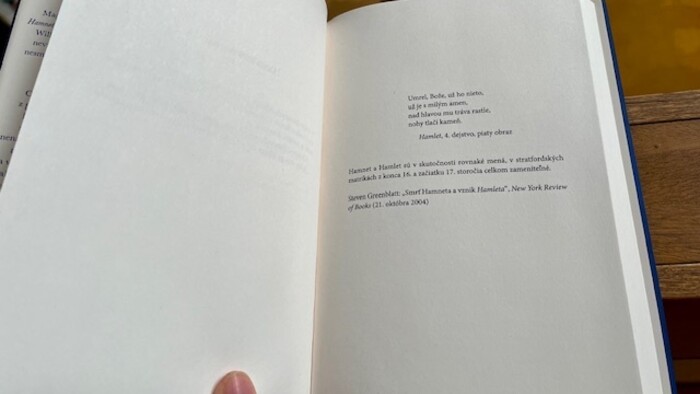 Umrel, Bože, už ho nieto,
už je s milým amen,
nad hlavou mu tráva rastie,
nohy tlačí kameň.
Hamlet, 4. dejstvo, piaty obraz
Hamnet a Hamlet sú v skutočnosti rovnaké mená, v stratfordských
matrikách z konca 16. a začiatku 17. storočia celkom zameniteľné.
Steven Greenblatt: „Smrť Hamneta a vznik Hamleta“, New York Review
of Books (21. októbra 2004)